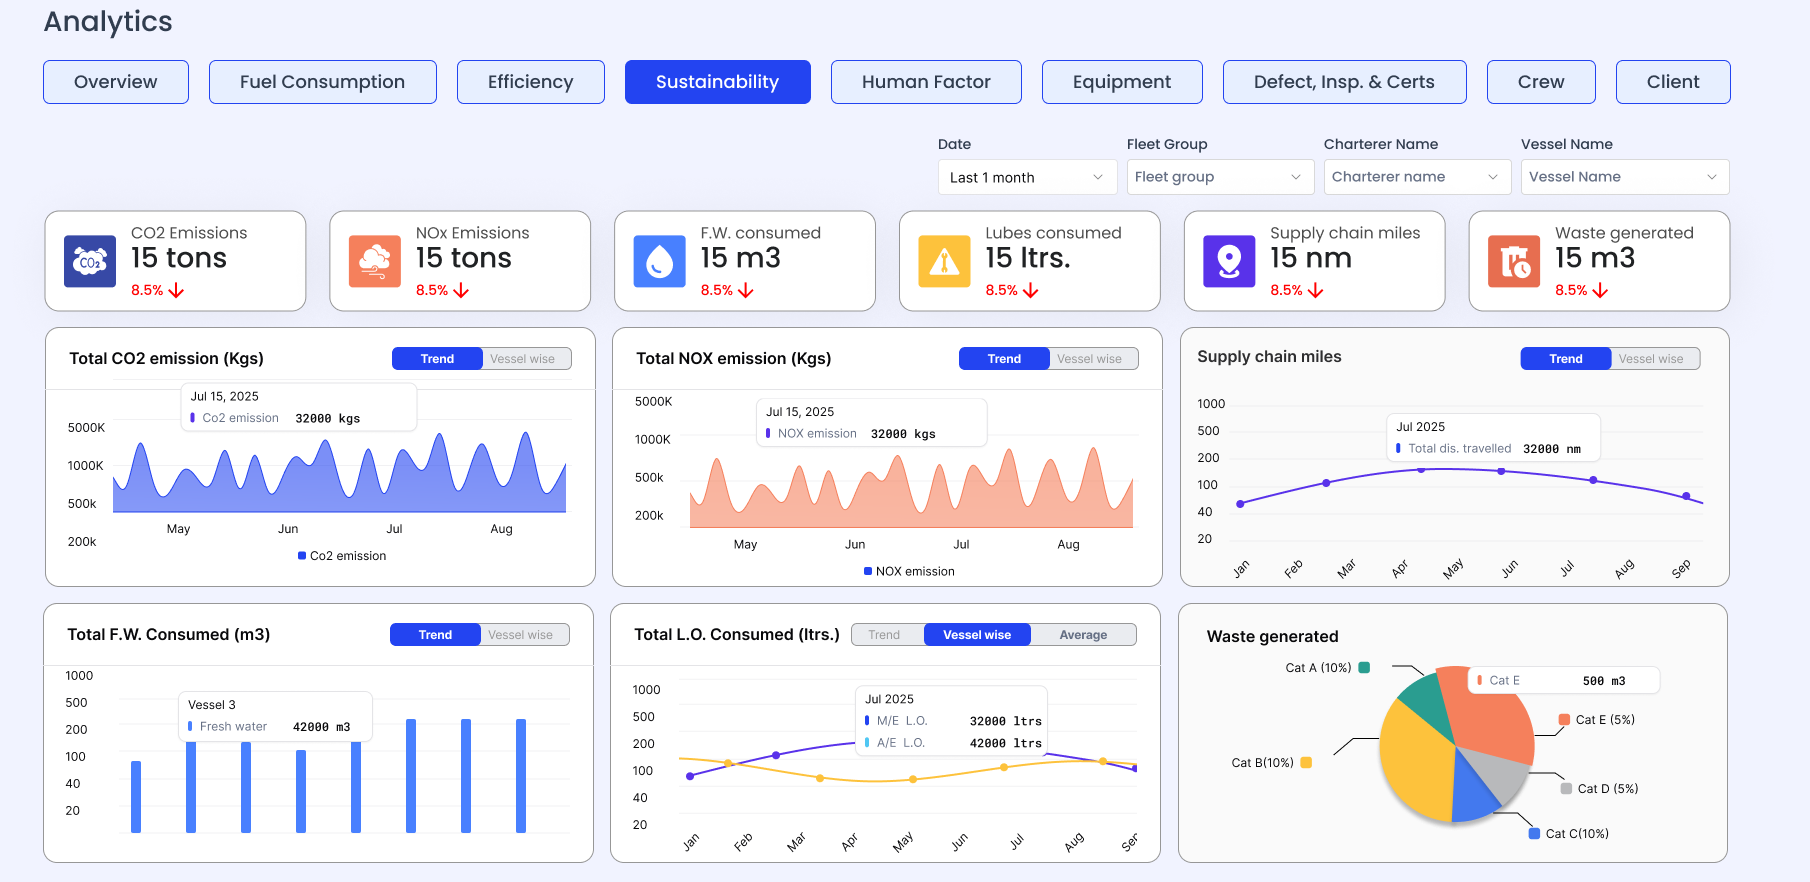 Analytics
Overview
Fuel Consumption
Efficiency
Sustainability
Human Factor
Equipment
Defect, Insp. & Certs
Crew
Client
Date
Fleet Group
Charterer Name
Vessel Name
Last 1 month
Fleet group
Charterer name
Vessel Name
CO2
CO2 Emissions
15 tons
8.5%
NOx Emissions
15 tons
8.5%
F.W. consumed
15 m3
8.5%
Lubes consumed
15 ltrs.
8.5%
Supply chain miles
15 nm
8.5%
Waste generated
15 m3
8.5%
Total CO2 emission (Kgs)
Trend
Vessel wise
Jul 15, 2025
Co2 emission 32000 kgs
5000K
1000K
500k
200k
May
Jun
Jul
Aug
Co2 emission
Total NOX emission (Kgs)
Trend
Vessel wise
5000K
Jul 15, 2025
NOX emission 32000 kgs
1000K
500k
200k
May
Jun
Jul
Aug
NOX emission
Supply chain miles
Trend
Vessel wise
1000
500
200
100
40
20
Jul 2025
Total dis. travelled 32000 nm
Jan
Feb
Mar
Apr
May
Jun
Jul
Aug
Sep
Total F.W. Consumed (m3)
Trend
Vessel wise
1000
500
200
100
40
20
Vessel 3
Fresh water 42000 m3
Total L.O. Consumed (ltrs.)
Trend
Vessel wise
Average
1000
500
200
100
40
20
Jul 2025
M/E L.O. 32000 ltrs
A/E L.O. 42000 ltrs
Jan
Feb
Mar
Apr
May
Jun
Jul
Aug
Sep
Waste generated
Cat A (10%)
Cat E 500 m3
Cat E (5%)
Cat B(10%)
Cat D (5%)
Cat C(10%)